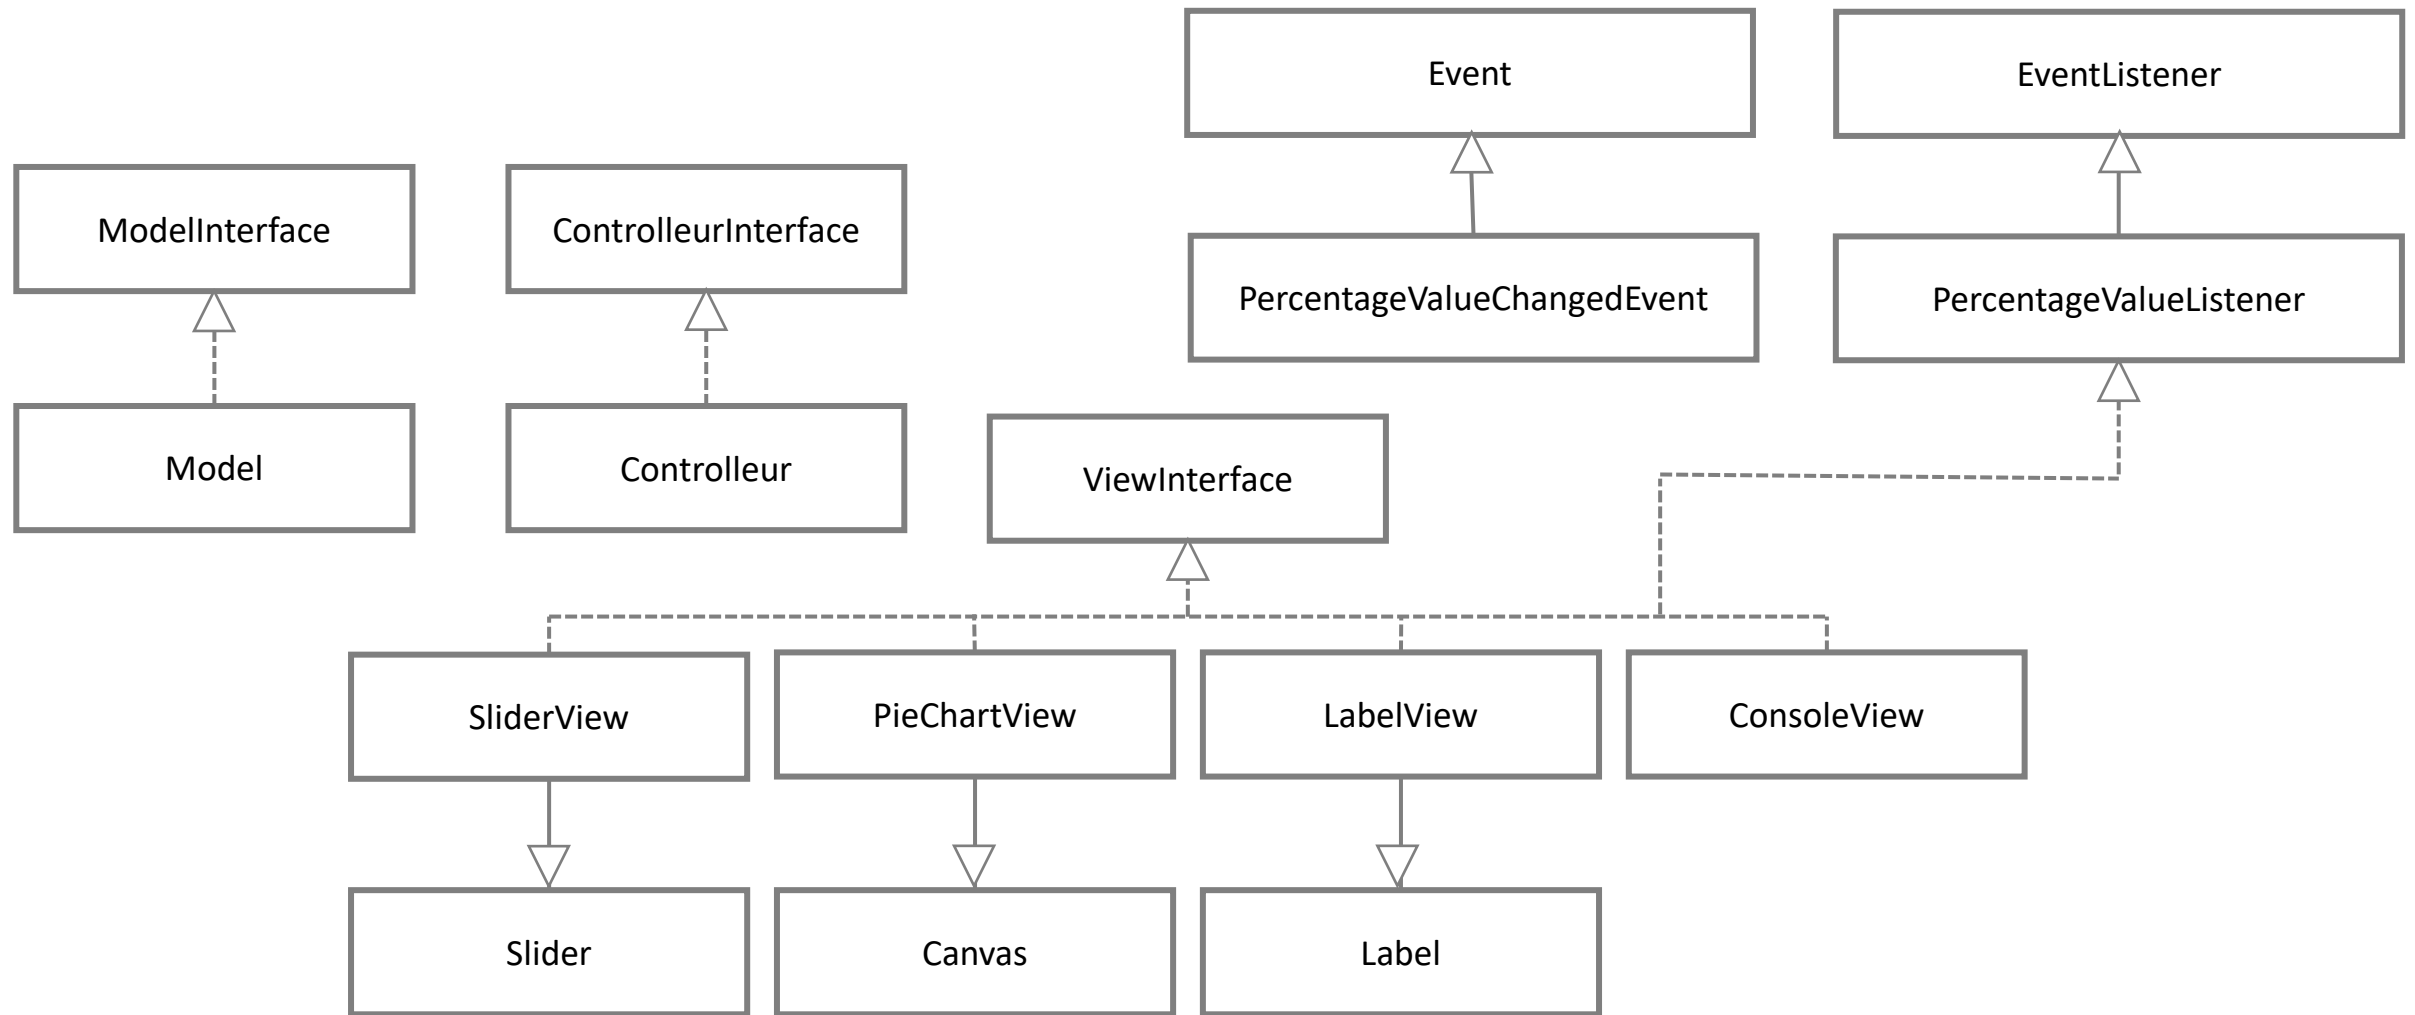 Event
EventListener
ModelInterface
ControlleurInterface
PercentageValueChangedEvent
PercentageValueListener
Model
Controlleur
ViewInterface
SliderView
PieChartView
LabelView
ConsoleView
Slider
Canvas
Label